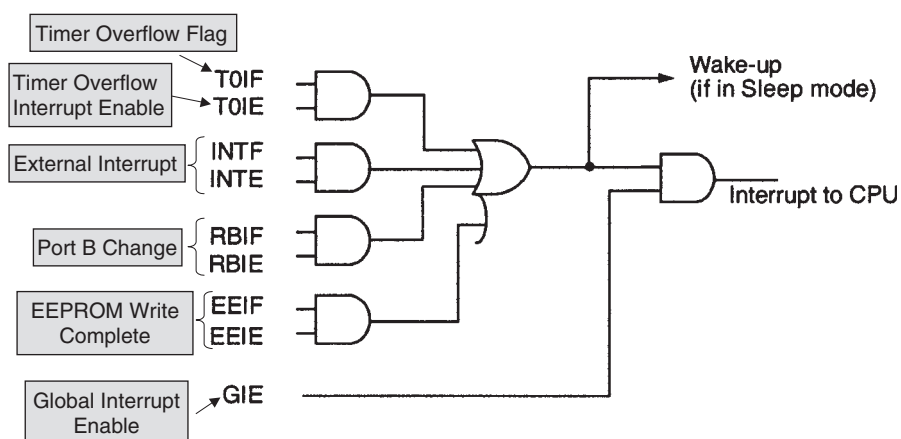 Timer Overflow Flag
T0IF
Timer Overflow
Interrupt Enable
T0IE
Wake-up
(if in Sleep mode)
External Interrupt
INTF
INTE
Interrupt to CPU
Port B Change
RBIF
RBIE
EEPROM Write
Complete
EEIF
EEIE
Global Interrupt
Enable
GIE